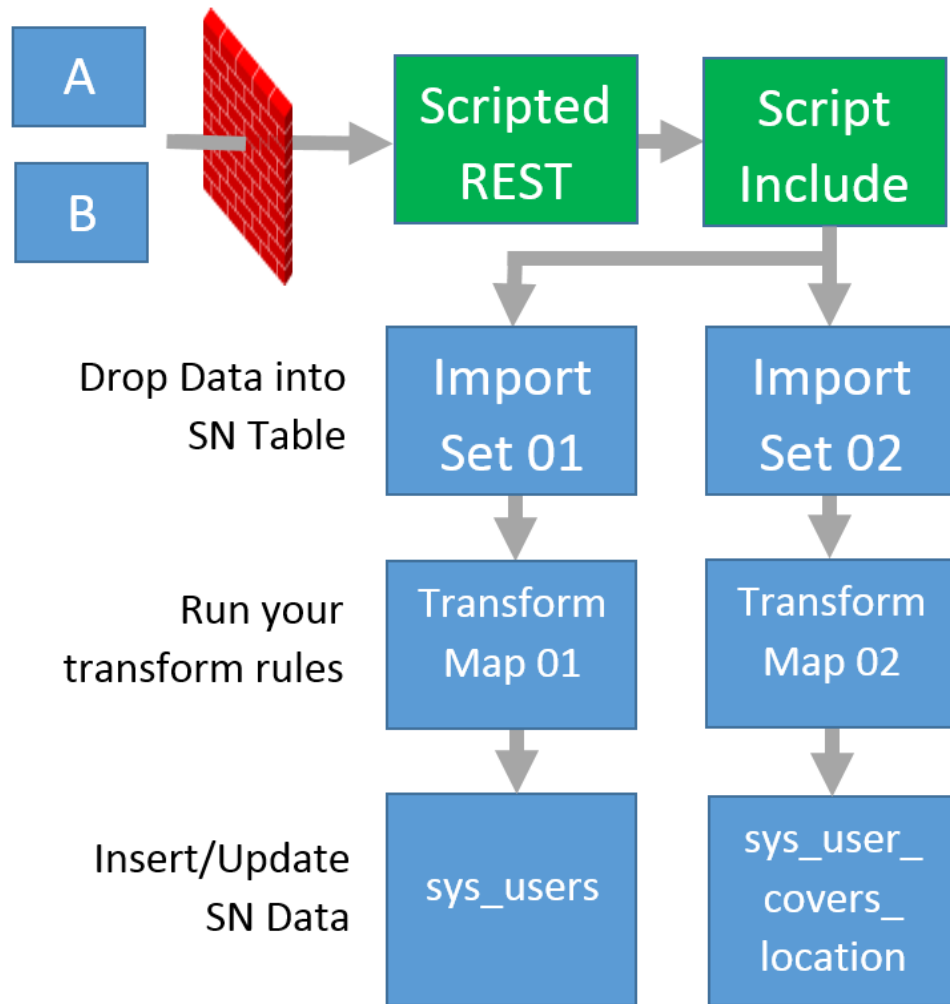 A
B
Scripted
REST
Script
Include
Drop Data into
SN Table
Import
Set 01
Import
Set 02
Run your
transform rules
Transform
Map 01
Transform
Map 02
Insert/Update
SN Data
sys_users
sys_user_
covers_
location